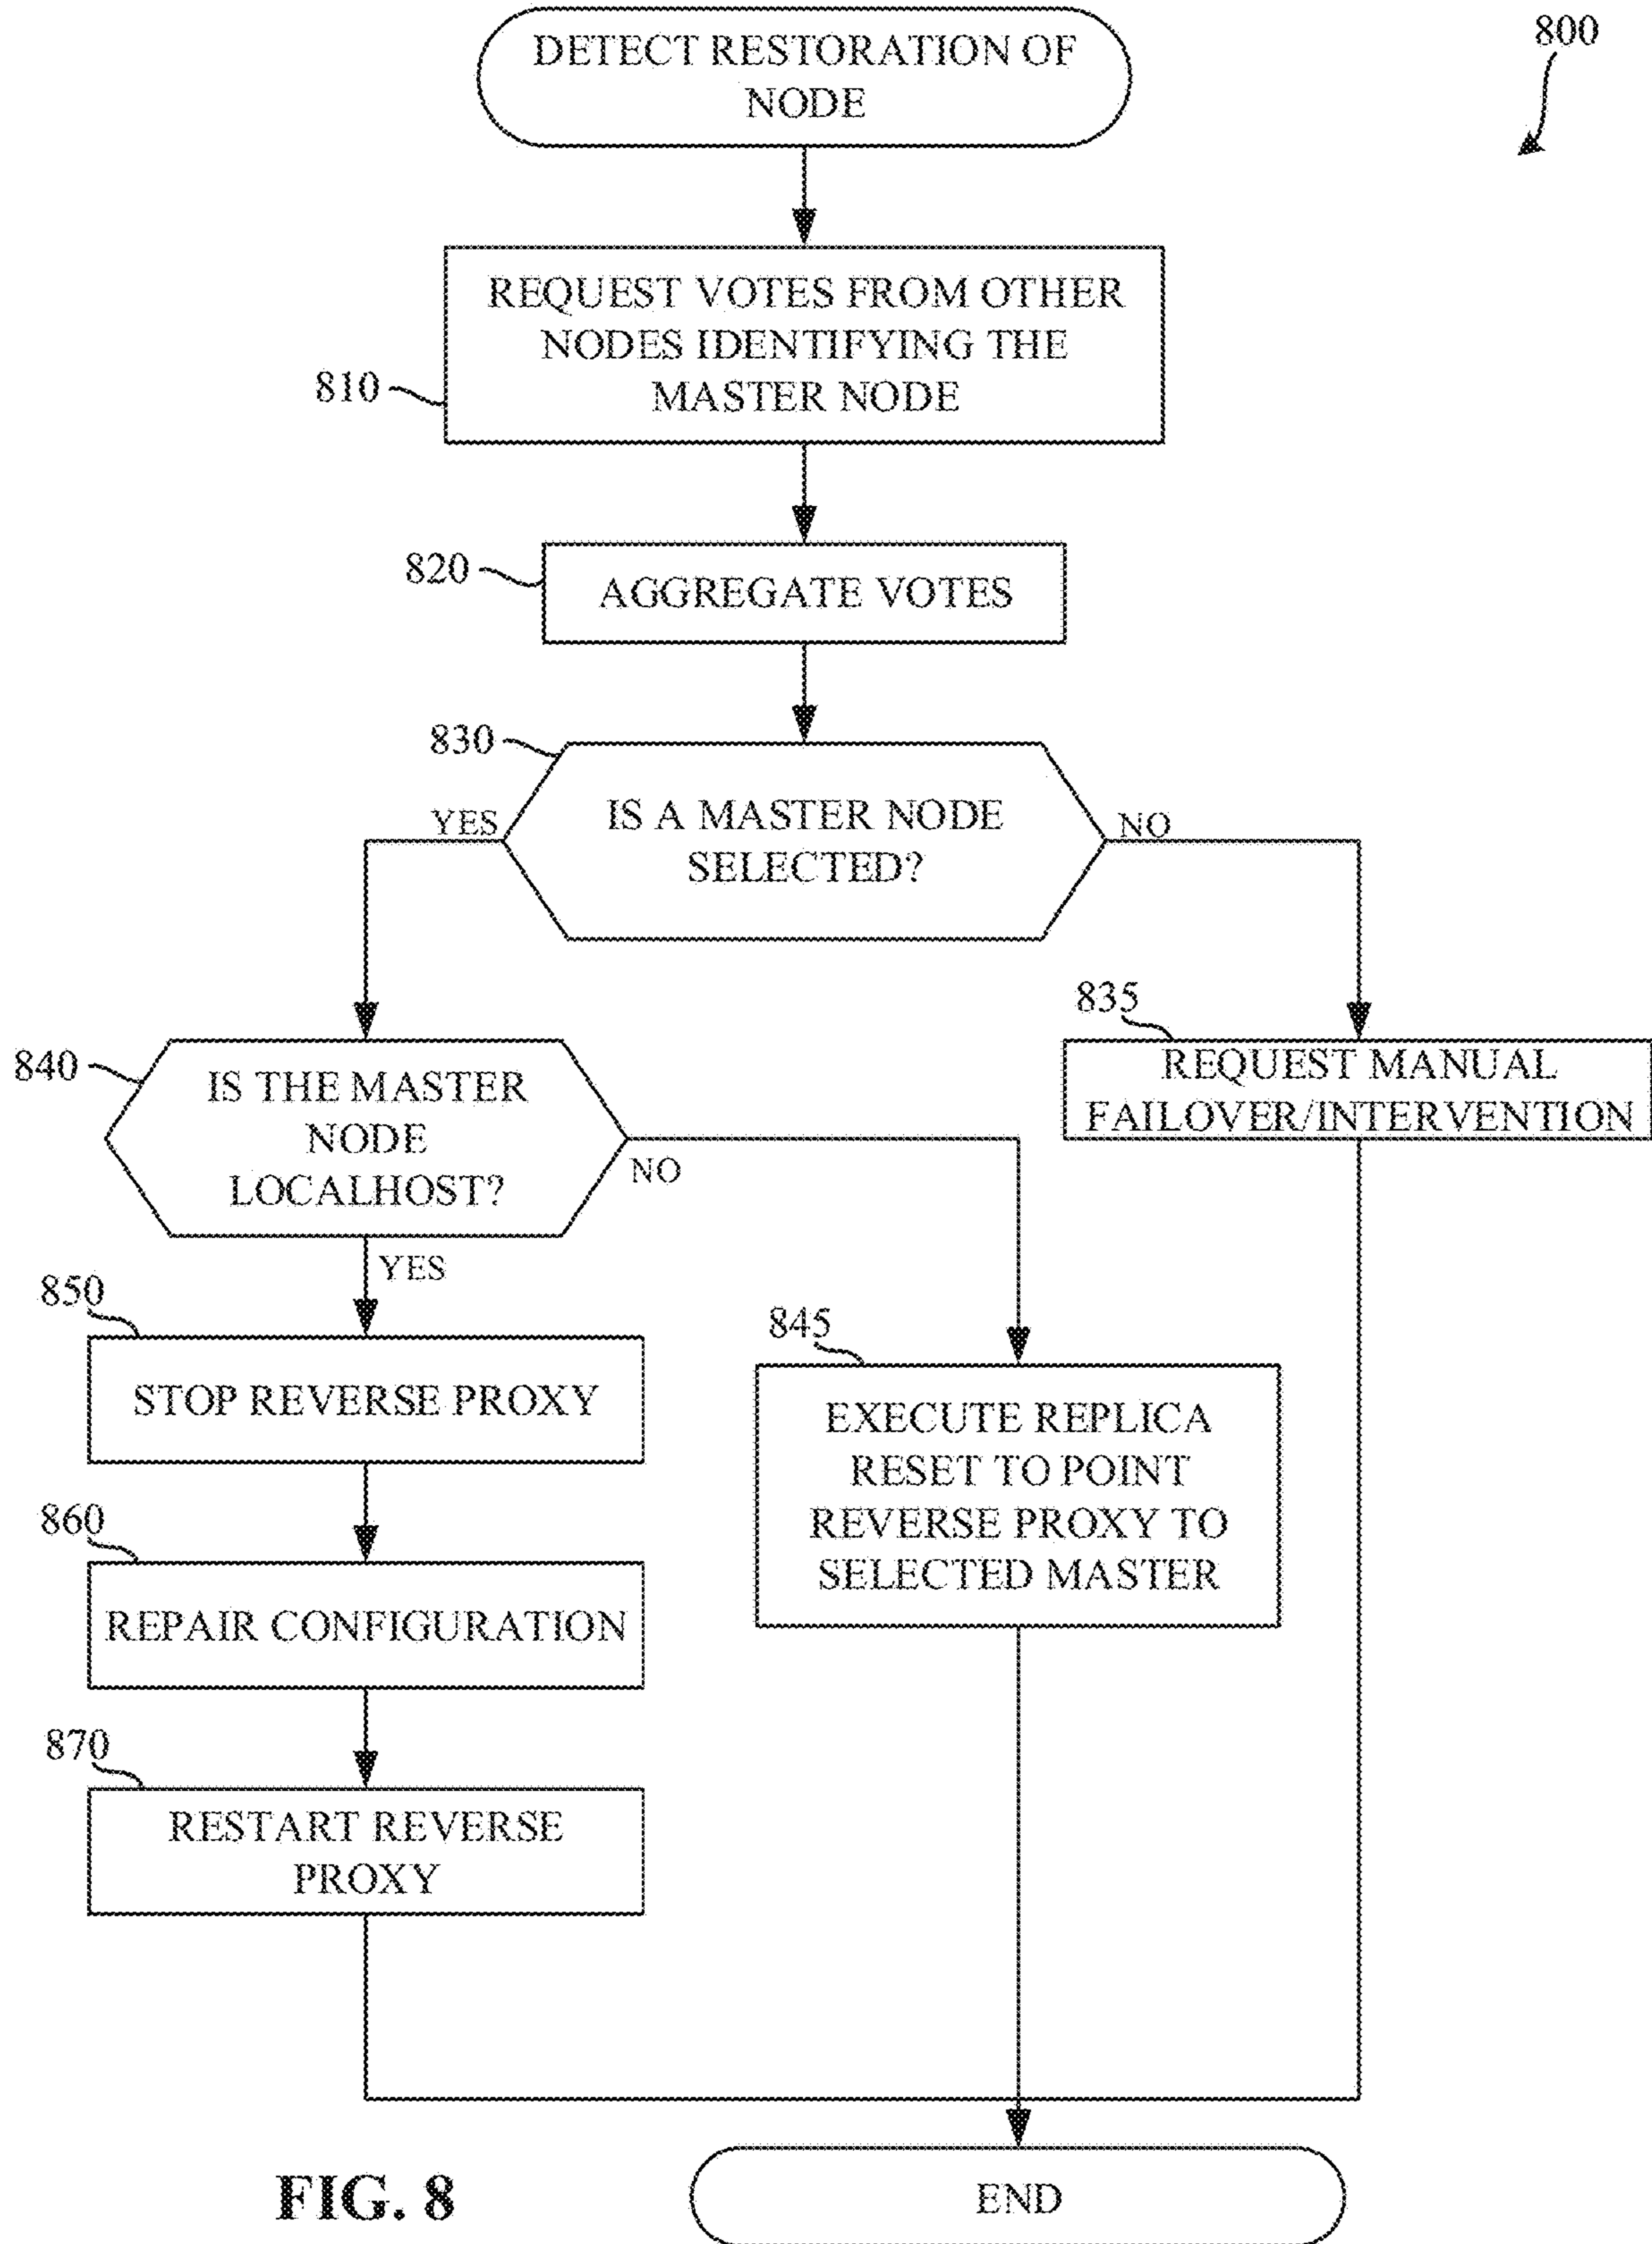 DETECT RESTORATION OF
NODE
800
REQUEST VOTES FROM OTHER
NODES IDENTIFYING THE
MASTER NODE
810
820
AGGREGATE VOTES
830
YES
IS A MASTER NODE
SELECTED?
NO
835
REQUEST MANUAL
FAILOVER/INTERVENTION
840
IS THE MASTER
NODE
LOCALHOST?
NO
YES
850
STOP REVERSE PROXY
845
EXECUTE REPLICA
RESET TO POINT
REVERSE PROXY TO
SELECTED MASTER
860
REPAIR CONFIGURATION
870
RESTART REVERSE
PROXY
FIG. 8
END